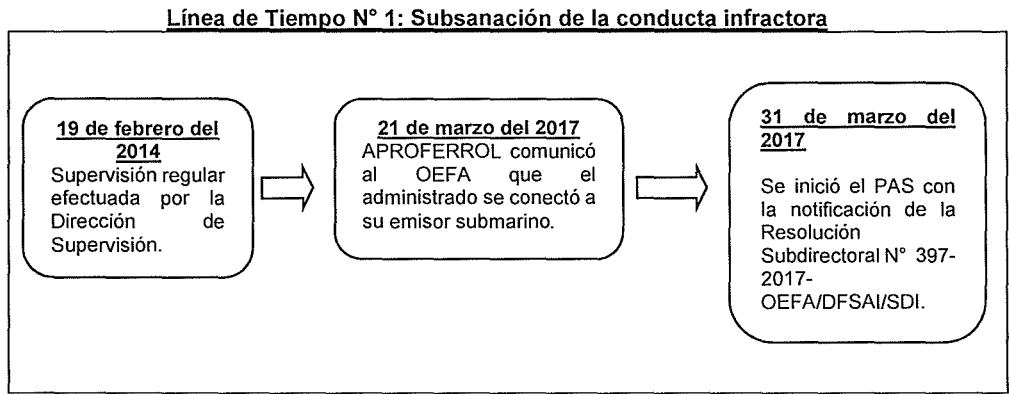 Línea de Tiempo N° 1: Subsanación de la conducta infractora
19 de febrero del
2014
Supervisión regular
efectuada por la
Dirección de
Supervisión.
21 de marzo del 2017
APROFERROL comunicó
al OEFA que el
administrado se conectó a
su emisor submarino.
31 de marzo del
2017
Se inició el PAS con
la notificación de la
Resolución
Subdirectoral N° 397-
2017-
OEFA/DFSAI/SDI.